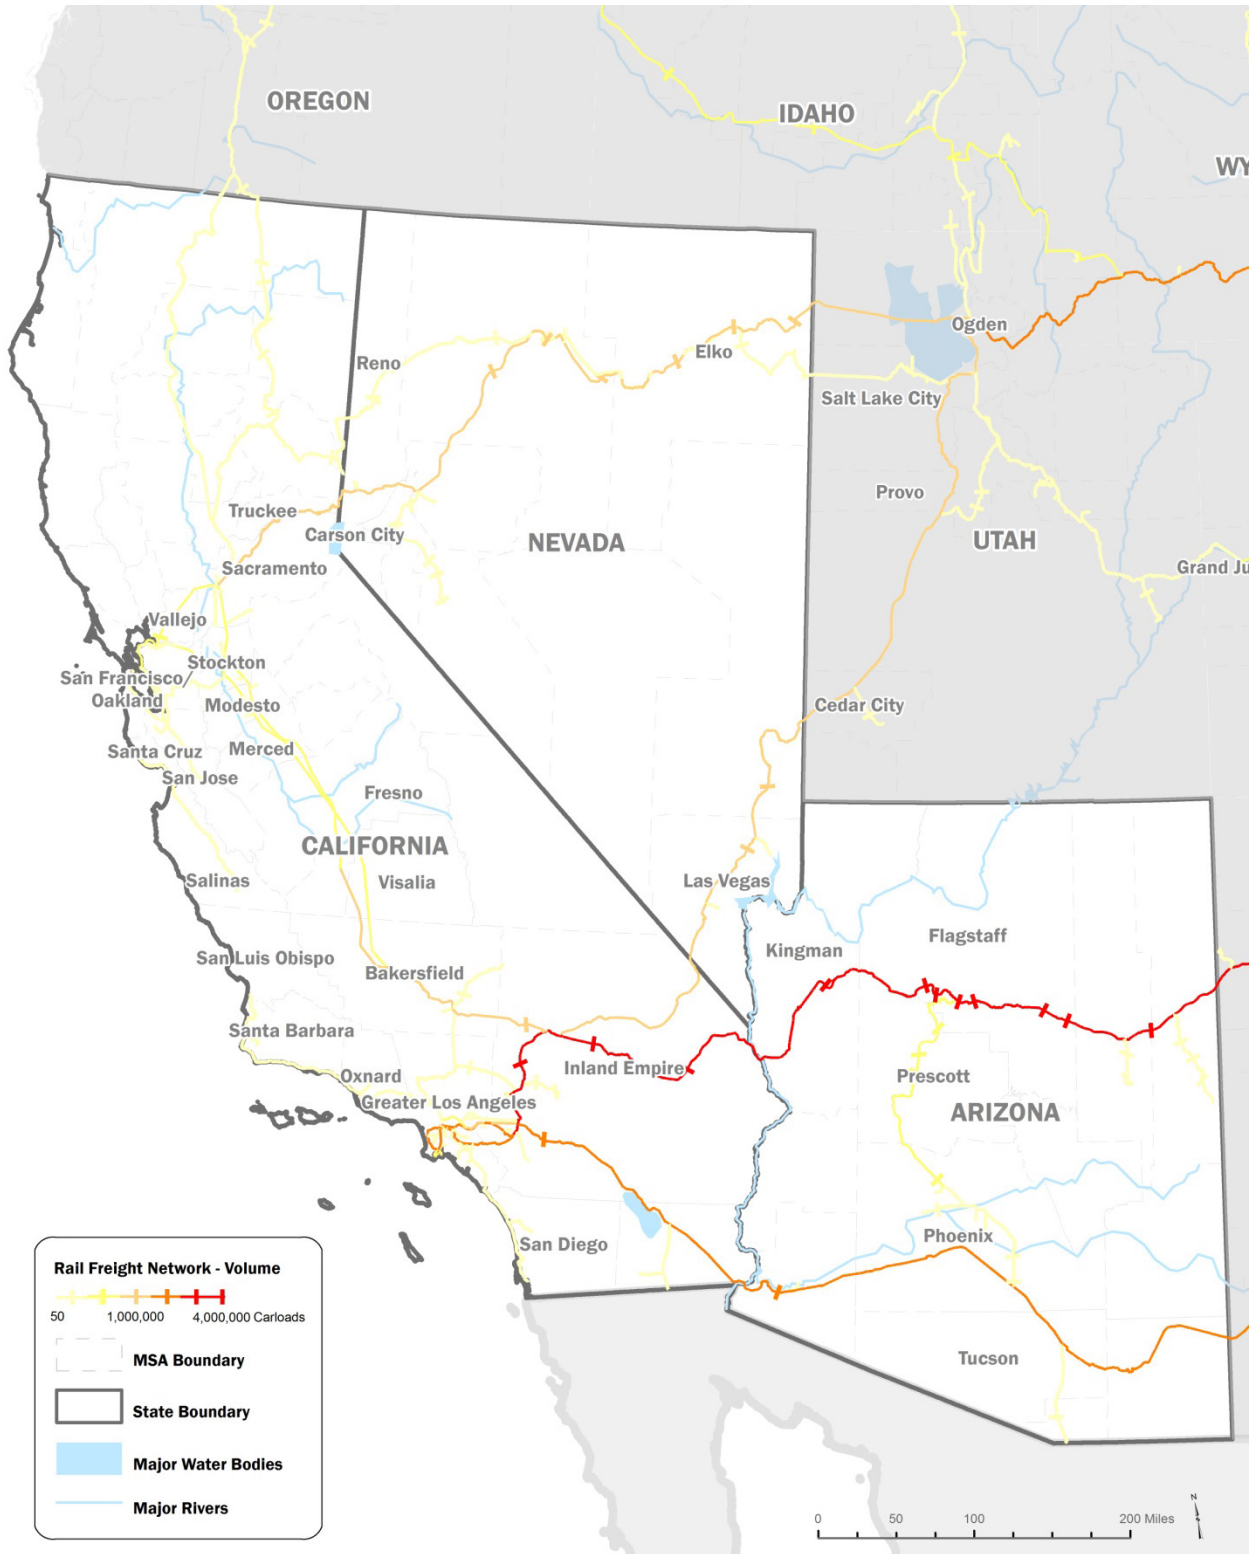 OREGON
IDAHO
WY
Ogden
Reno
Elko
Salt Lake City
Provo
Truckee
Carson City
NEVADA
UTAH
Sacramento
Grand Ju
Vallejo
Stockton
San Francisco/
Oakland
Modesto
Cedar City
Merced
Santa Cruz
San Jose
Fresno
CALIFORNIA
Salinas
Visalia
Las Vegas
Kingman
Flagstaff
San Luis Obispo
Bakersfield
Santa Barbara
Inland Empire
Oxnard
Prescott
Greater Los Angeles
ARIZONA
San Diego
Phoenix
Tucson
Rail Freight Network - Volume
50 1,000,000 4,000,000 Carloads
MSA Boundary
State Boundary
Major Water Bodies
Major Rivers
N
0 50 100 200 Miles